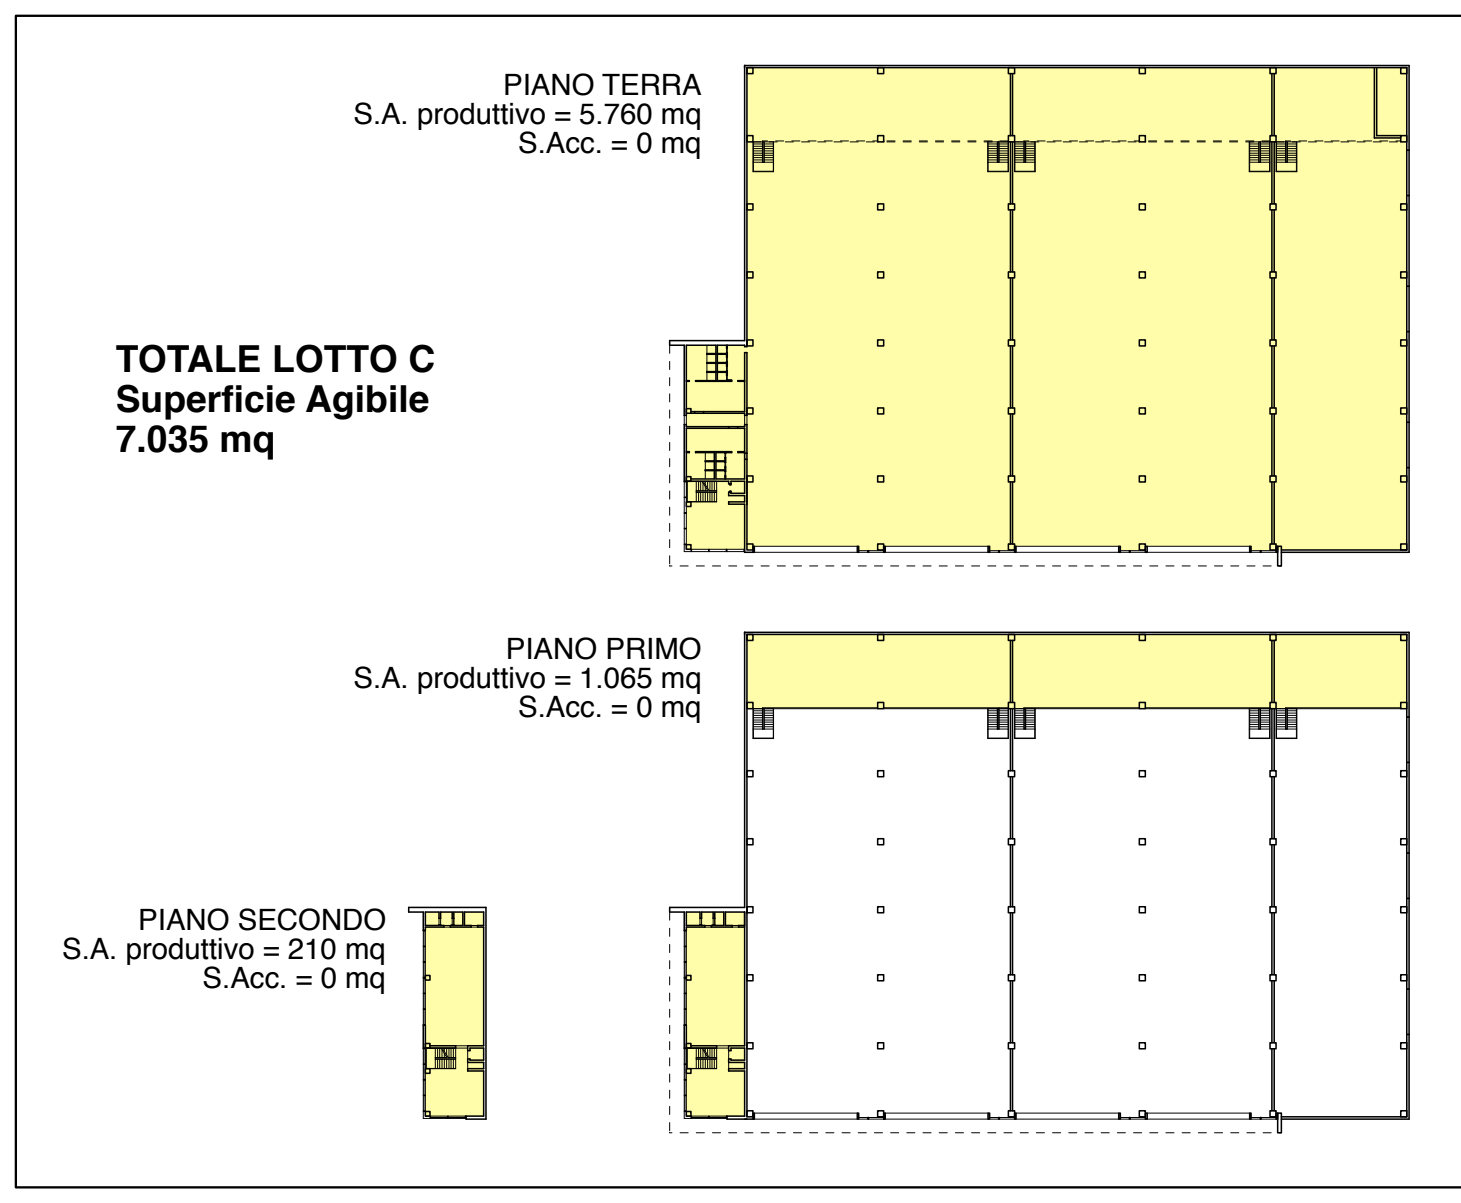 PIANO TERRA
S.A. produttivo = 5.760 mq
S.Acc. = 0 mq
TOTALE LOTTO C
Superficie Agibile
7.035 mq
PIANO PRIMO
S.A. produttivo = 1.065 mq
S.Acc. = 0 mq
PIANO SECONDO
S.A. produttivo = 210 mq
S.Acc. = 0 mq